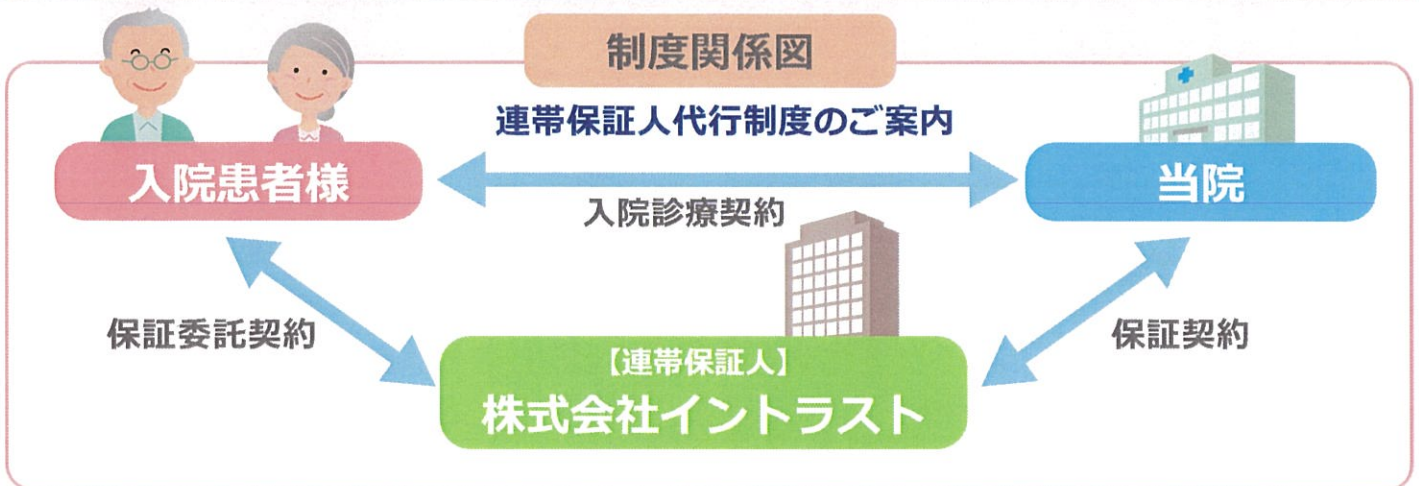 制度関係図
連帯保証人代行制度のご案内
入院患者様
当院
入院診療契約
保証委託契約
保証契約
【連帯保証人】
株式会社イントラスト